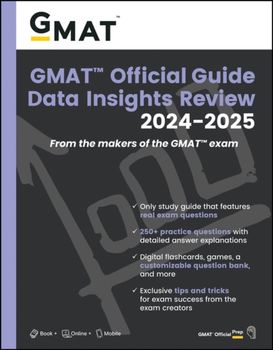 GMAT™
GMAT™ Official Guide
Data Insights Review
2024-2025
From the makers of the GMAT™ exam
✓ Only study guide that features
real exam questions
✓ 250+ practice questions with
detailed answer explanations
✓ Digital flashcards, games, a
customizable question bank,
and more
✓ Exclusive tips and tricks
for exam success from the
exam creators
Book + Online + Mobile
GMAT™ Official Prep